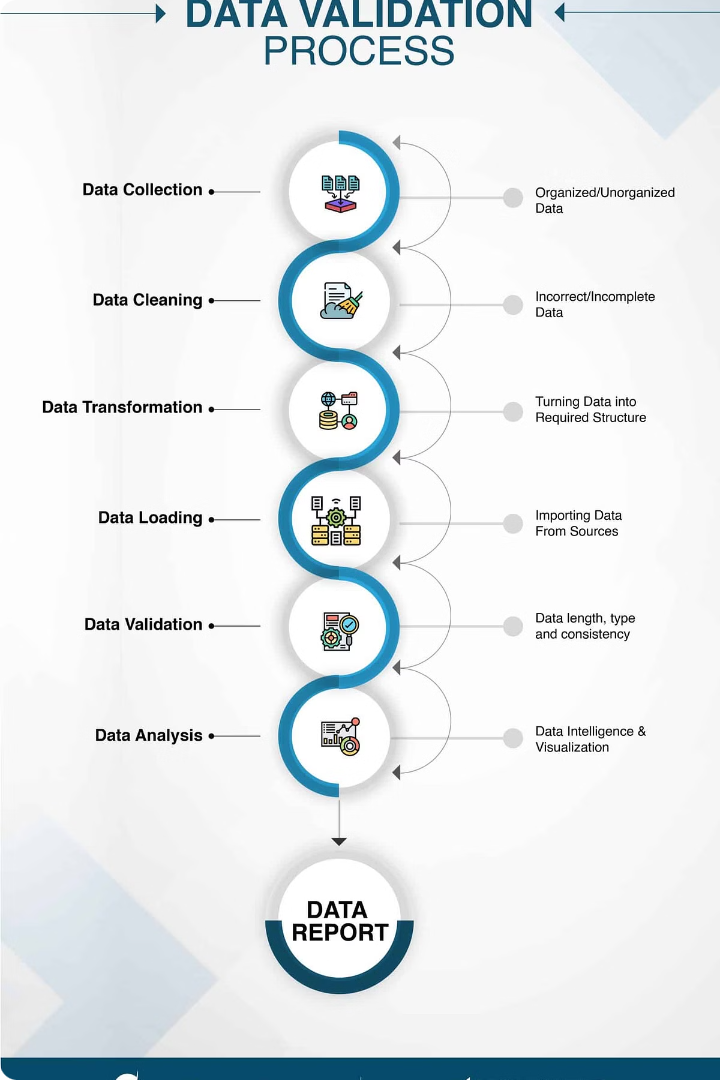 DATA VALIDATION
PROCESS
Data Collection
Organized/Unorganized
Data
Data Cleaning
Incorrect/Incomplete
Data
Data Transformation
Turning Data into
Required Structure
Data Loading
Importing Data
From Sources
Data Validation
Data length, type
and consistency
Data Analysis
Data Intelligence &
Visualization
DATA
REPORT